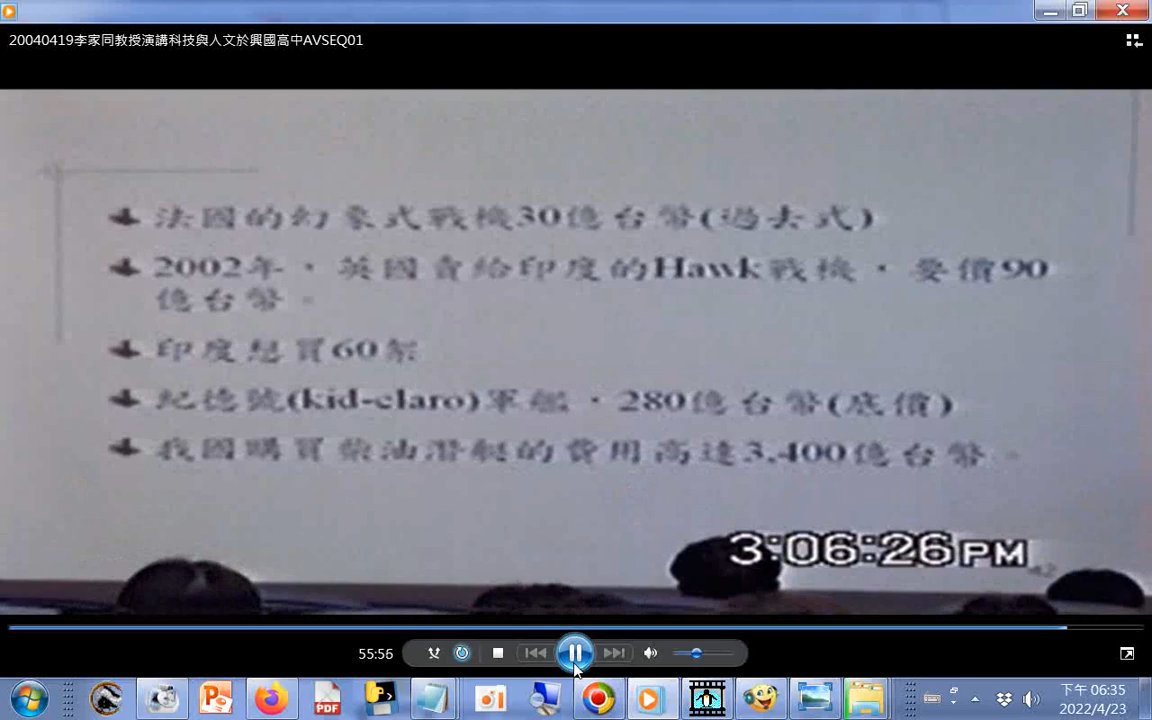 20040419李家同教授演講科技與人文於興國高中AVSEQ01
法國的幻象式戰機30億台幣(過去式)
2002年，英國賣給印度的Hawk戰機，要價90
億台幣。
印度想買60架
紀德號(kid-claro)軍艦，280億台幣(底價)
我國購買柴油潛艇的費用高達3,400億台幣。
3:06:26PM
55:56
PDF
下午 06:35
2022/4/23